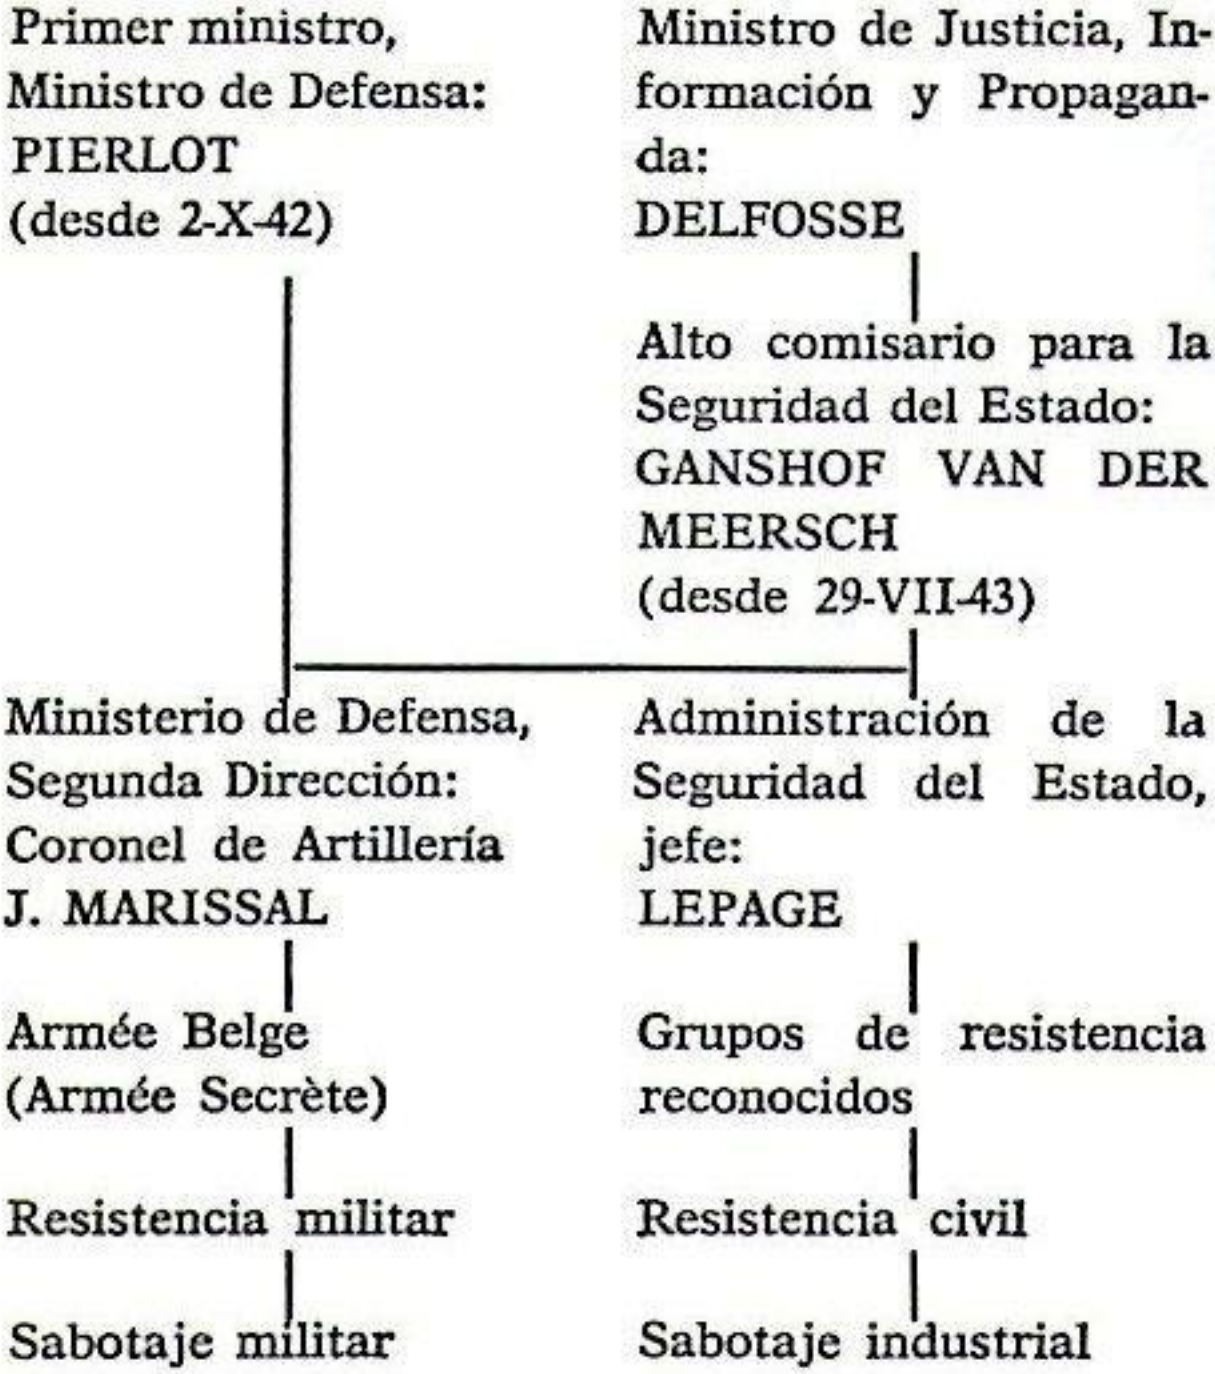 Primer ministro,
Ministro de Defensa:
PIERLOT
(desde 2-X-42)
Ministro de Justicia, In-
formación y Propagan-
da:
DELFOSSE
Alto comisario para la
Seguridad del Estado:
GANSHOF VAN DER
MEERSCH
(desde 29-VII-43)
Ministerio de Defensa,
Segunda Dirección:
Coronel de Artillería
J. MARISSAL
Administración de la
Seguridad del Estado,
jefe:
LEPAGE
Armée Belge
(Armée Secrète)
Grupos de resistencia
reconocidos
Resistencia militar
Resistencia civil
Sabotaje militar
Sabotaje industrial